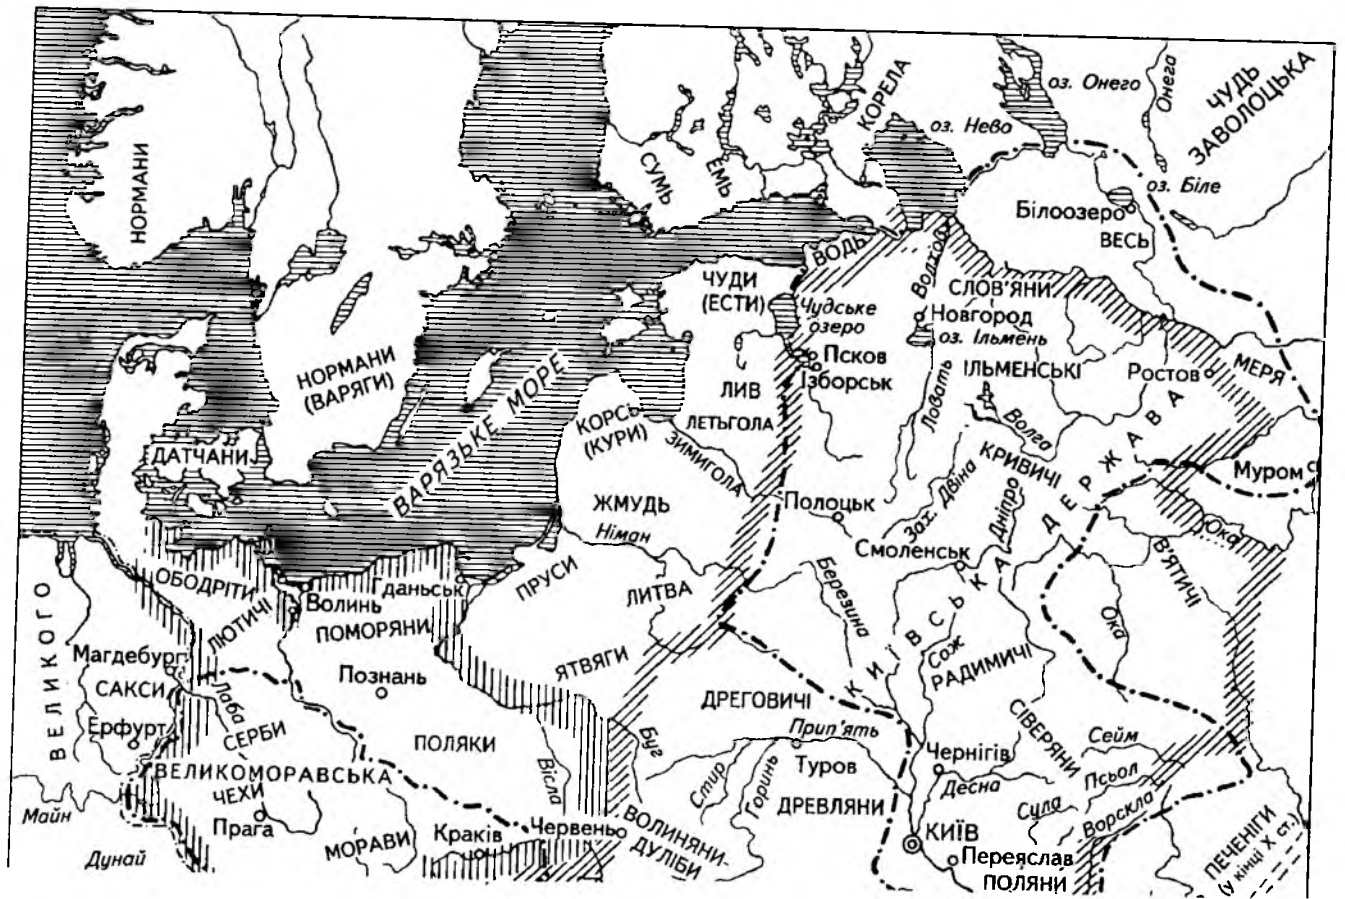 НОРМАНИ
СУМЬ
ЕМЬ
КОРЕЛА
оз. Нево
оз. Онего
Онега
ЧУДЬ
ЗАВОЛОЦЬКА
оз. Біле
Білоозеро
ВЕСЬ
ВОДЬ
Волхов
ЧУДИ
(ЕСТИ)
Чудське
озеро
СЛОВ'ЯНИ
Новгород
оз. Ільмень
ІЛЬМЕНСЬКІ
Псков
Ізборськ
Ловать
Ростов
МЕРЯ
НОРМАНИ
(ВАРЯГИ)
ВАРЯЗЬКЕ МОРЕ
ЛИВ
ЛЕТЬГОЛА
КОРСЬ
(КУРИ)
ЗИМИГОЛА
Волга
КРИВИЧІ
Муром
ДАТЧАНИ
ЖМУДЬ
Німан
Полоцьк
Зах. Двіна
Дніпро
Смоленськ
Ока
В'ЯТИЧІ
КИЇВСЬКА ДЕРЖАВА
ОБОДРІТИ
ЛЮТИЧІ
Волинь
Гданьськ
ПОМОРЯНИ
ПРУСИ
ЛИТВА
Березина
Сож
РАДИМИЧІ
Ока
ВЕЛИКОГО
Магдебург
САКСИ
Лаба
Познань
ЯТВЯГИ
ДРЕГОВИЧІ
Прип'ять
СІВЕРЯНИ
Сейм
Ерфурт
СЕРБИ
ПОЛЯКИ
Вісла
Буг
Стир
Горинь
Туров
Чернігів
Десна
Псьол
Сула
Ворскла
ВЕЛИКОМОРАВСЬКА
ЧЕХИ
Прага
МОРАВИ
Краків
Червень
ВОЛИНЯНИ-
ДУЛІБИ
ДРЕВЛЯНИ
КИЇВ
Переяслав
ПОЛЯНИ
ПЕЧЕНІГИ
(у кінці X ст.)
Майн
Дунай